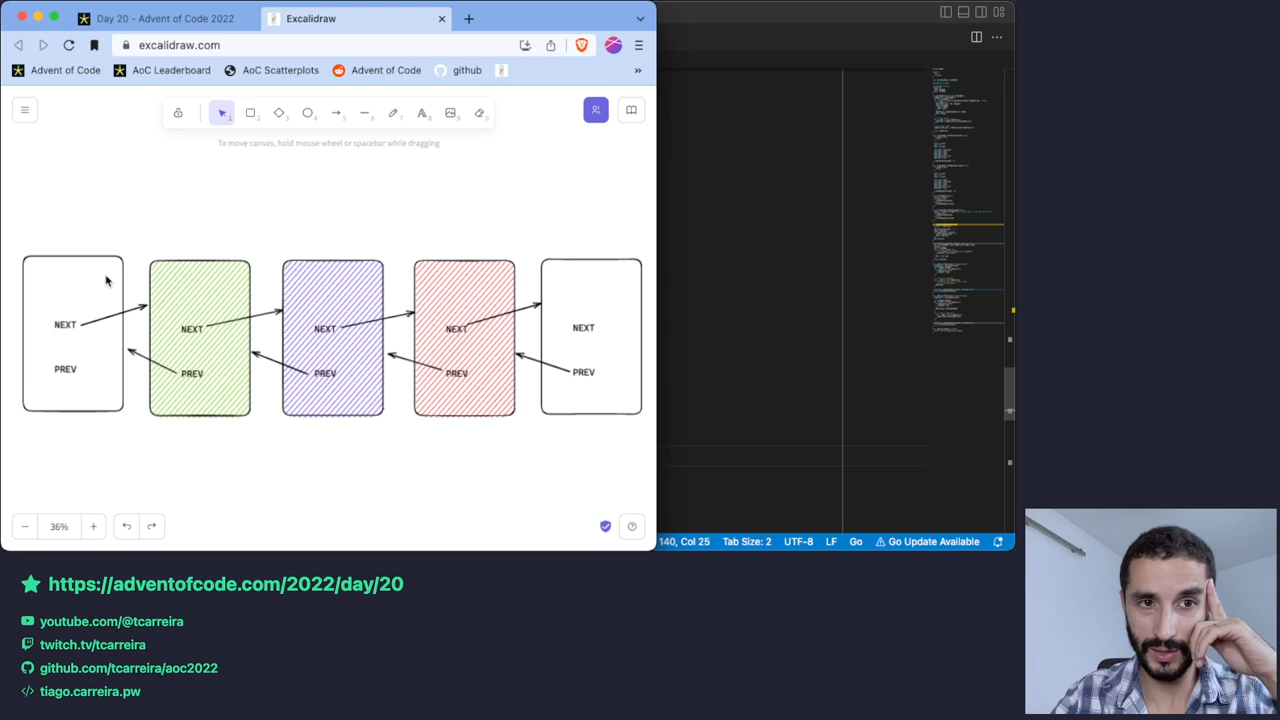 Day 20 - Advent of Code 2022
Excalidraw
excalidraw.com
Advent of Code
AoC Leaderboard
AoC Scatterplots
Advent of Code
github
»
To move canvas, hold mouse wheel or spacebar while dragging
NEXT
NEXT
NEXT
NEXT
NEXT
PREV
PREV
PREV
PREV
PREV
36%
140, Col 25
Tab Size: 2
UTF-8
LF
Go
Go Update Available
https://adventofcode.com/2022/day/20
youtube.com/@tcarreira
twitch.tv/tcarreira
github.com/tcarreira/aoc2022
tiago.carreira.pw